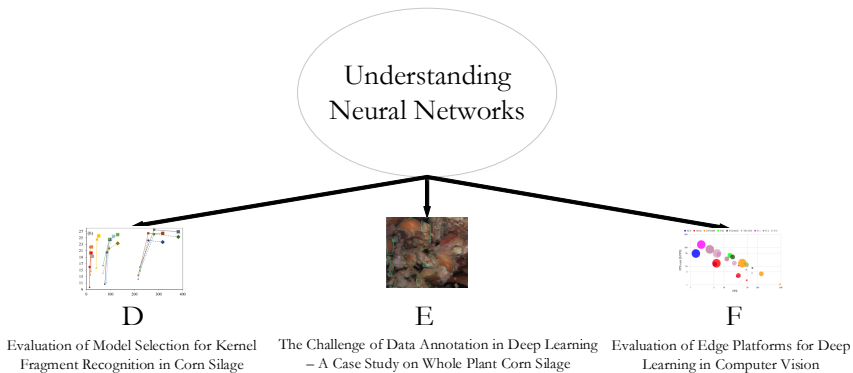 Understanding
Neural Networks
D
Evaluation of Model Selection for Kernel
Fragment Recognition in Corn Silage
E
The Challenge of Data Annotation in Deep Learning
– A Case Study on Whole Plant Corn Silage
F
Evaluation of Edge Platforms for Deep
Learning in Computer Vision